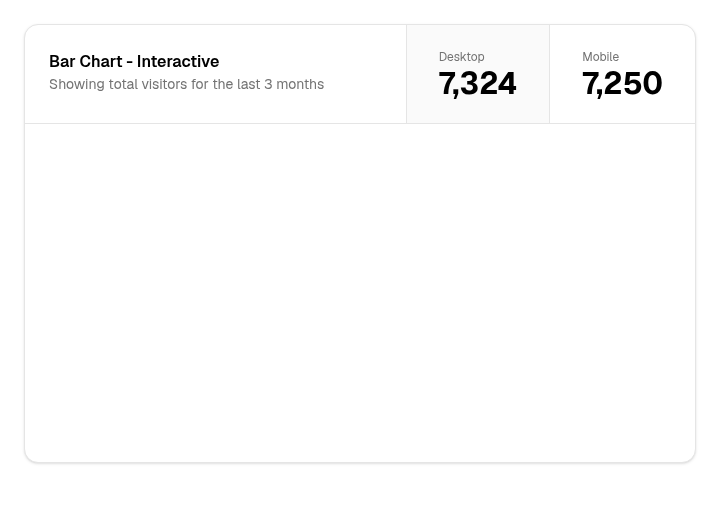 Bar Chart - Interactive
Showing total visitors for the last 3 months
Desktop
7,324
Mobile
7,250